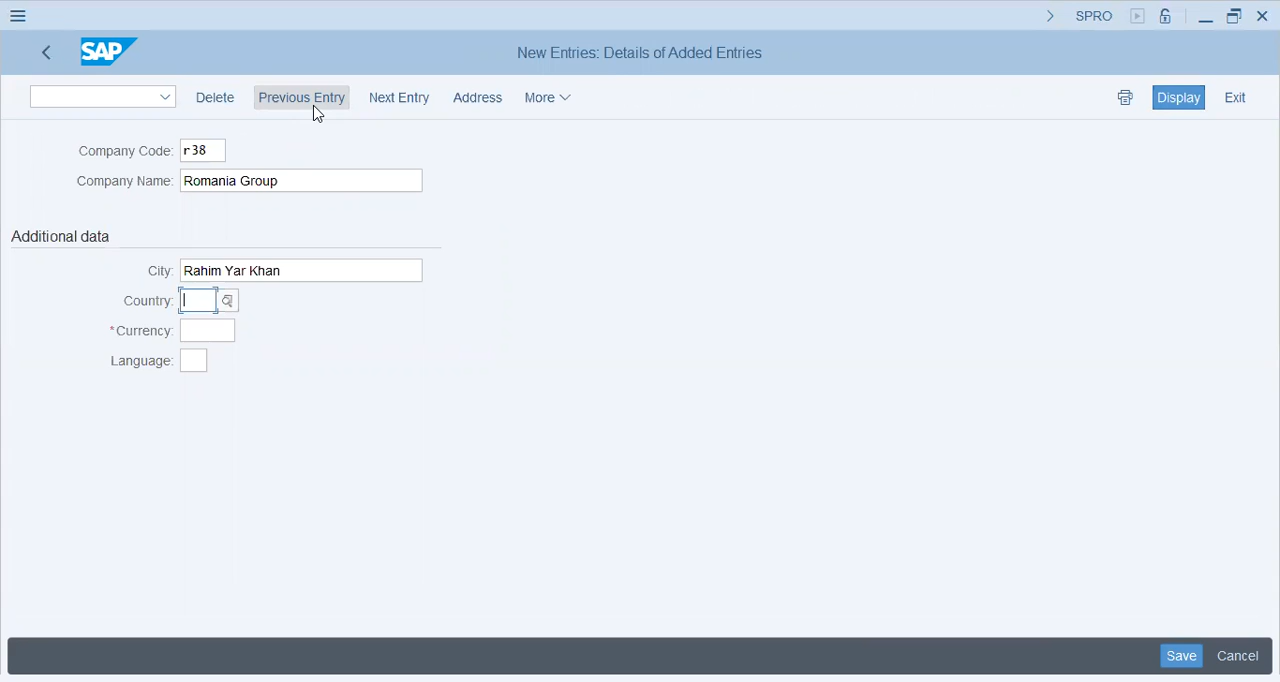 SPRO
SAP New Entries: Details of Added Entries
Delete Previous Entry Next Entry Address More Display Exit
Company Code: r38
Company Name: Romania Group
Additional data
City: Rahim Yar Khan
Country:
*Currency:
Language:
Save Cancel